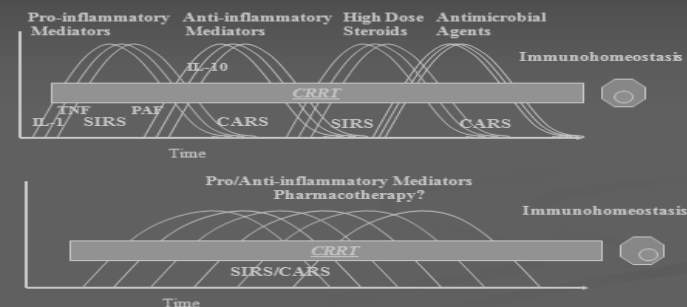 Pro-inflammatory Mediators
Anti-inflammatory Mediators
High Dose Steroids
Antimicrobial Agents
Immunohomeostasis
IL-10
CRRT
TNF
PAF
IL-1
SIRS
CARS
SIRS
CARS
Time
Pro/Anti-inflammatory Mediators
Pharmacotherapy?
Immunohomeostasis
CRRT
SIRS/CARS
Time